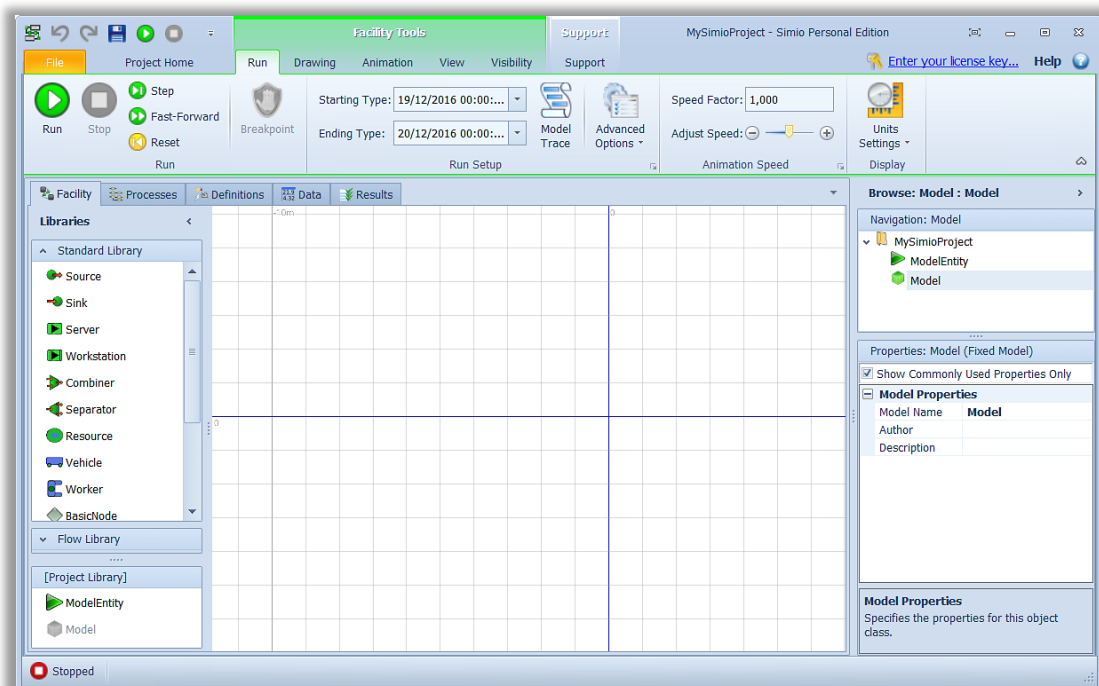 Facility Tools
Support
MySimioProject - Simio Personal Edition
File
Project Home
Run
Drawing
Animation
View
Visibility
Support
Enter your license key...
Help
Run
Stop
Step
Fast-Forward
Reset
Run
Breakpoint
Starting Type: 19/12/2016 00:00:...
Ending Type: 20/12/2016 00:00:...
Model Trace
Advanced Options
Run Setup
Speed Factor: 1,000
Adjust Speed:
Animation Speed
Units Settings
Display
Facility
Processes
Definitions
Data
Results
Libraries
Standard Library
Source
Sink
Server
Workstation
Combiner
Separator
Resource
Vehicle
Worker
BasicNode
Flow Library
[Project Library]
ModelEntity
Model
-10m
0
0
Browse: Model : Model
Navigation: Model
MySimioProject
ModelEntity
Model
Properties: Model (Fixed Model)
Show Commonly Used Properties Only
Model Properties
Model Name Model
Author
Description
Model Properties
Specifies the properties for this object
class.
Stopped